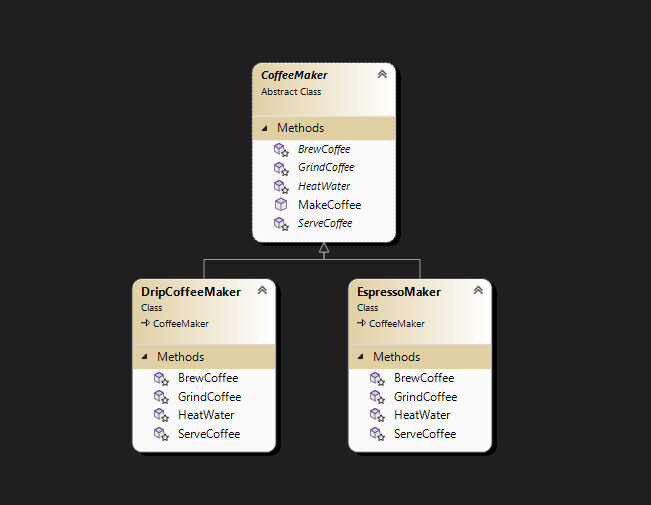 CoffeeMaker
Abstract Class
Methods
BrewCoffee
GrindCoffee
HeatWater
MakeCoffee
ServeCoffee
DripCoffeeMaker
Class
CoffeeMaker
Methods
BrewCoffee
GrindCoffee
HeatWater
ServeCoffee
EspressoMaker
Class
CoffeeMaker
Methods
BrewCoffee
GrindCoffee
HeatWater
ServeCoffee